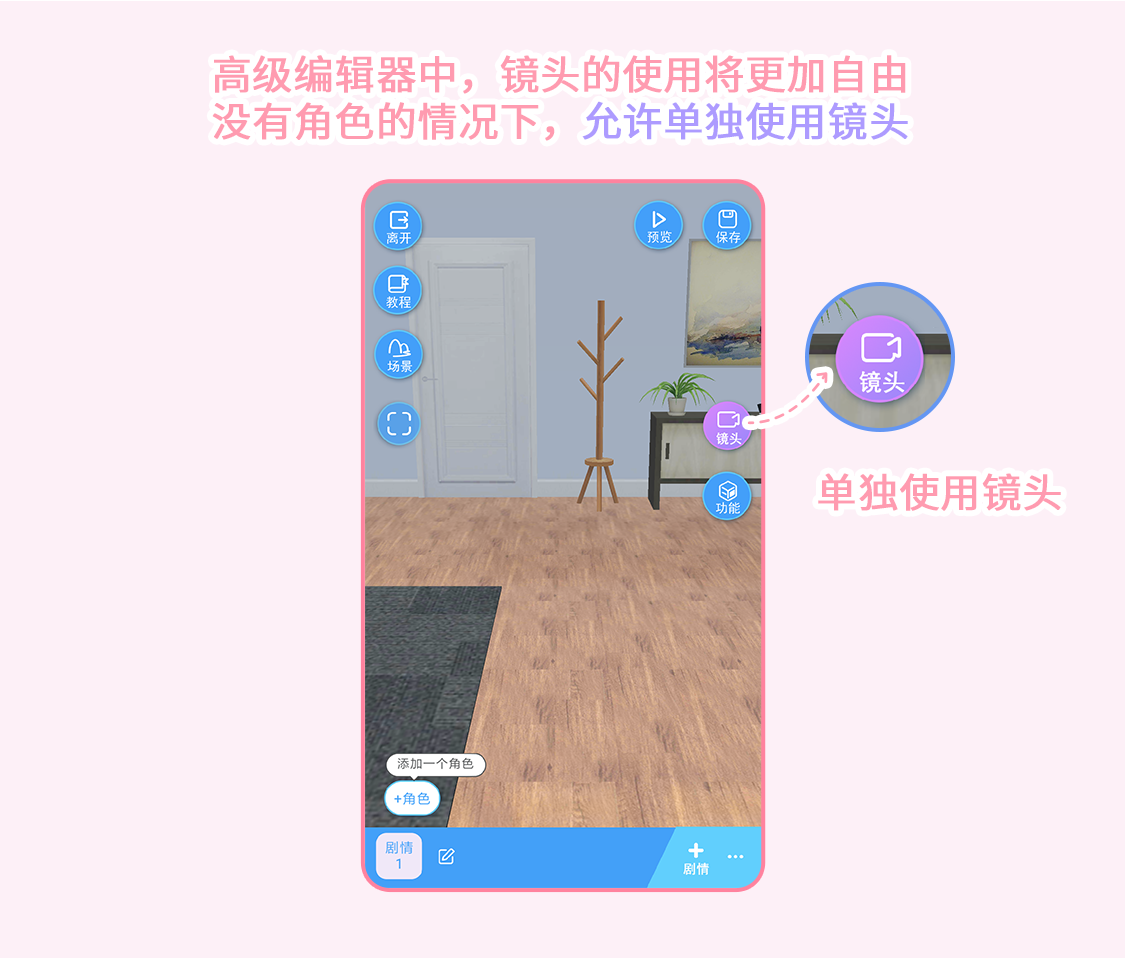 高级编辑器中，镜头的使用将更加自由
没有角色的情况下，允许单独使用镜头
离开
预览
保存
教程
场景
镜头
镜头
功能
单独使用镜头
添加一个角色
+角色
剧情
1
剧情